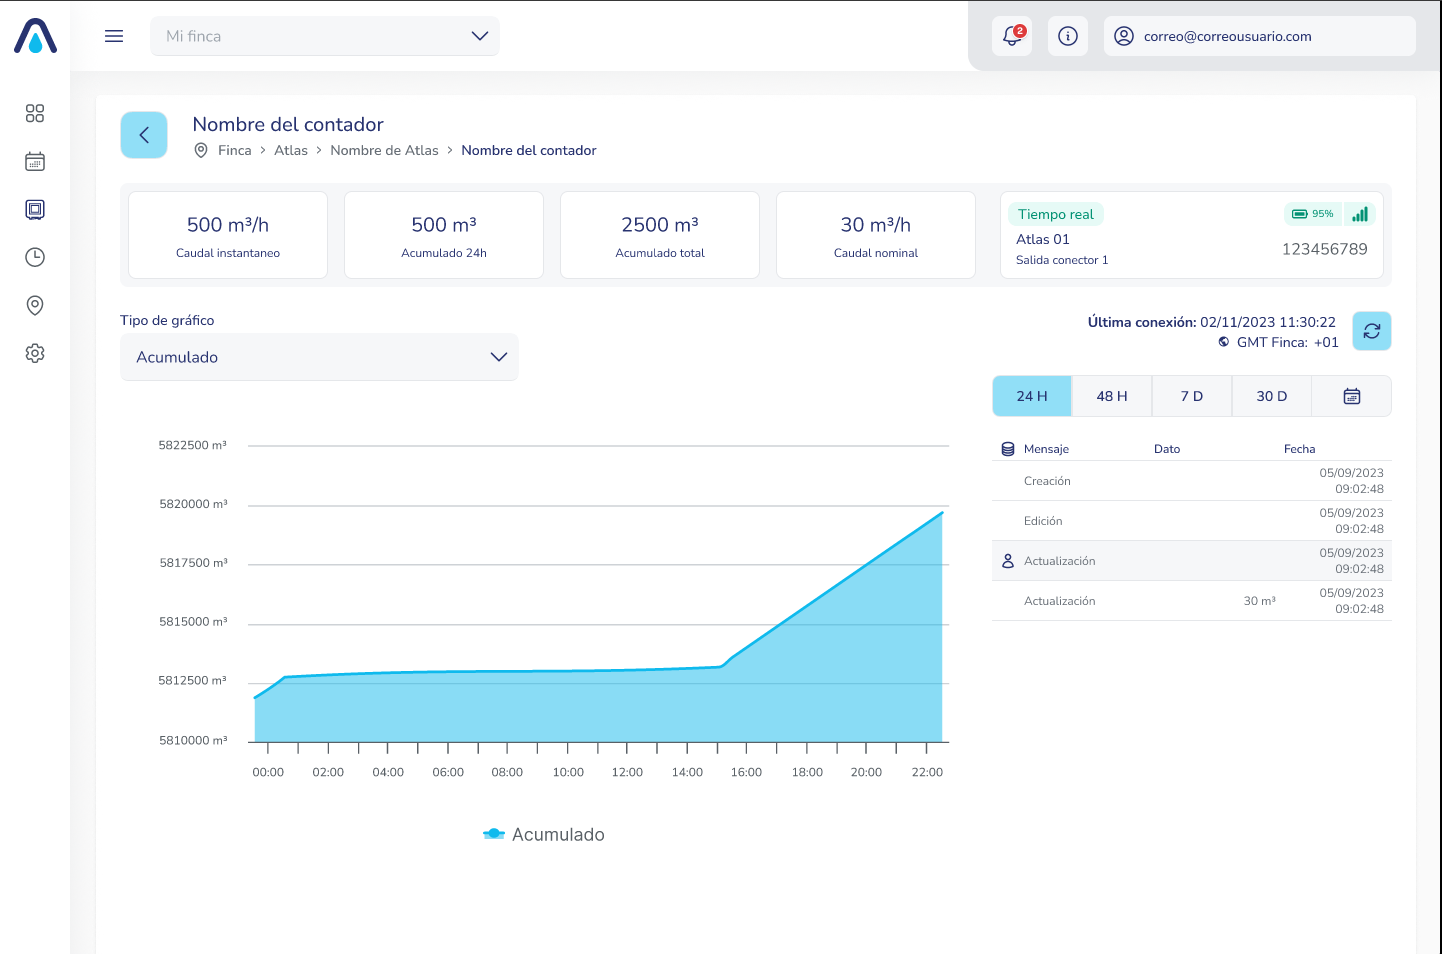 Mi finca
2
correo@correousuario.com
Nombre del contador
Finca > Atlas > Nombre de Atlas > Nombre del contador
500 m³/h
Caudal instantaneo
500 m³
Acumulado 24h
2500 m³
Acumulado total
30 m³/h
Caudal nominal
Tiempo real
95%
Atlas 01
123456789
Salida conector 1
Tipo de gráfico
Acumulado
Última conexión: 02/11/2023 11:30:22
GMT Finca: +01
24 H 48 H 7 D 30 D
5822500 m³
5820000 m³
5817500 m³
5815000 m³
5812500 m³
5810000 m³
00:00 02:00 04:00 06:00 08:00 10:00 12:00 14:00 16:00 18:00 20:00 22:00
Acumulado
Mensaje Dato Fecha
Creación 05/09/2023
09:02:48
Edición 05/09/2023
09:02:48
Actualización 05/09/2023
09:02:48
Actualización 30 m³ 05/09/2023
09:02:48